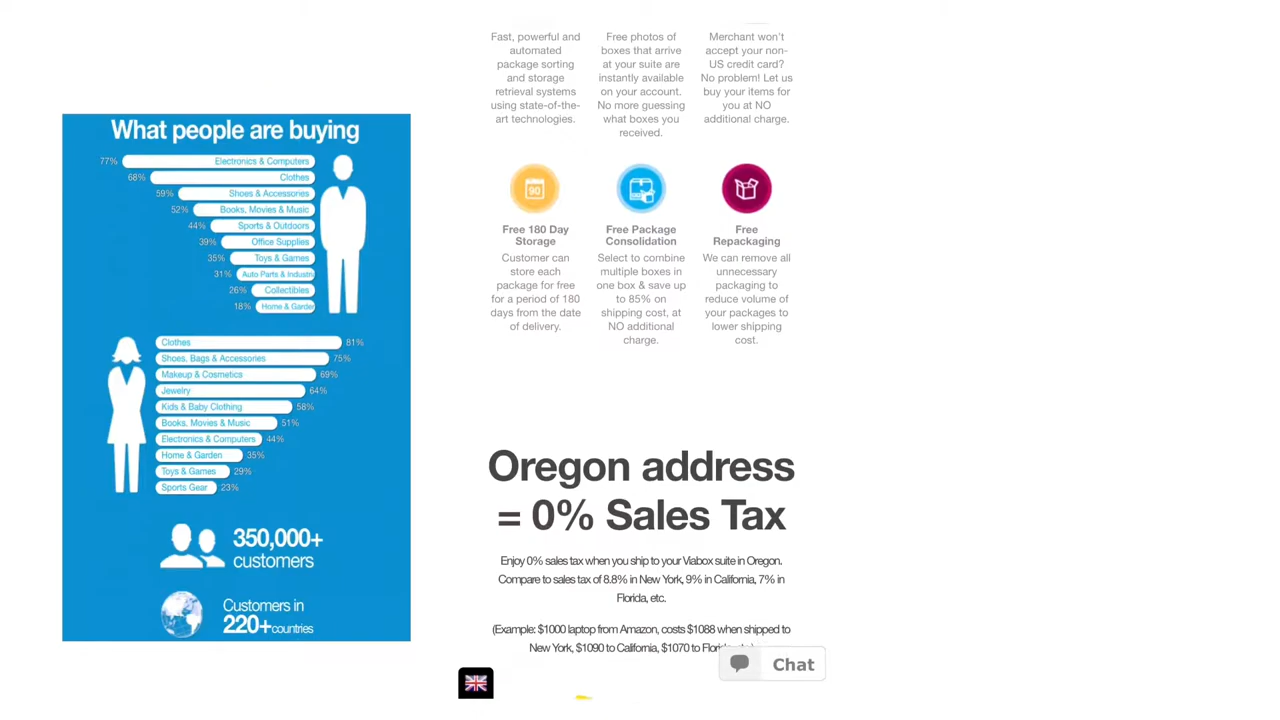 What people are buying
77% Electronics & Computers
68% Clothes
59% Shoes & Accessories
52% Books, Movies & Music
44% Sports & Outdoors
39% Office Supplies
35% Toys & Games
31% Auto Parts & Industri
26% Collectibles
18% Home & Garden
Clothes 81%
Shoes, Bags & Accessories 75%
Makeup & Cosmetics 69%
Jewelry 64%
Kids & Baby Clothing 58%
Books, Movies & Music 51%
Electronics & Computers 44%
Home & Garden 35%
Toys & Games 29%
Sports Gear 23%
350,000+
customers
Customers in
220+countries
Fast, powerful and
automated
package sorting
and storage
retrieval systems
using state-of-the-
art technologies.
Free photos of
boxes that arrive
at your suite are
instantly available
on your account.
No more guessing
what boxes you
received.
Merchant won't
accept your non-
US credit card?
No problem! Let us
buy your items for
you at NO
additional charge.
90
Free 180 Day
Storage
Customer can
store each
package for free
for a period of 180
days from the date
of delivery.
Free Package
Consolidation
Select to combine
multiple boxes in
one box & save up
to 85% on
shipping cost, at
NO additional
charge.
Free
Repackaging
We can remove all
unnecessary
packaging to
reduce volume of
your packages to
lower shipping
cost.
Oregon address
= 0% Sales Tax
Enjoy 0% sales tax when you ship to your Viabox suite in Oregon.
Compare to sales tax of 8.8% in New York, 9% in California, 7% in
Florida, etc.
(Example: $1000 laptop from Amazon, costs $1088 when shipped to
New York, $1090 to California, $1070 to
Chat